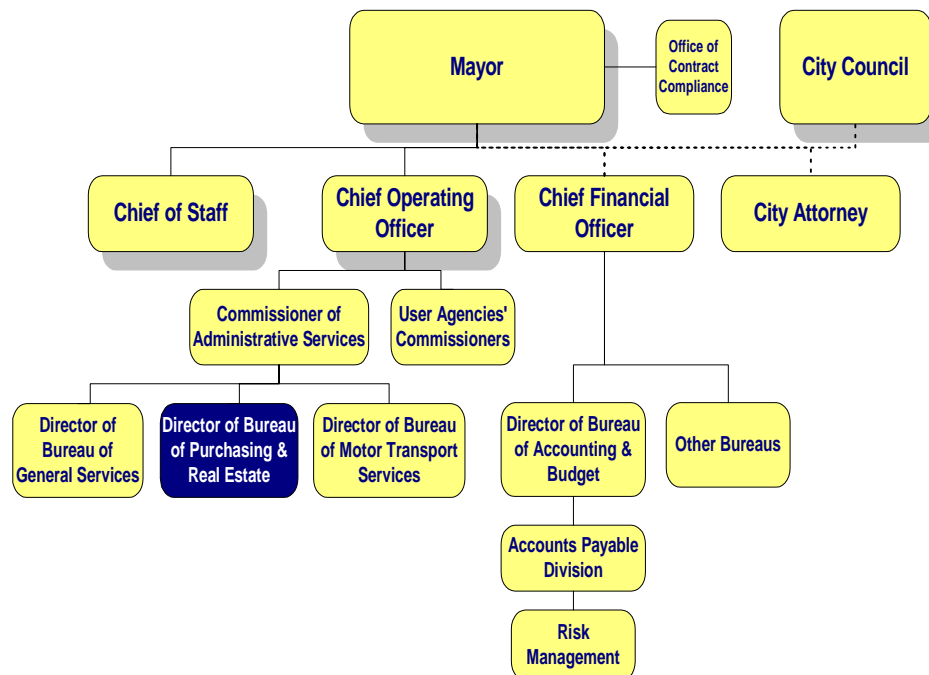 Mayor
Office of
Contract
Compliance
City Council
Chief of Staff
Chief Operating
Officer
Chief Financial
Officer
City Attorney
Commissioner of
Administrative Services
User Agencies'
Commissioners
Director of
Bureau of
General Services
Director of Bureau
of Purchasing &
Real Estate
Director of Bureau
of Motor Transport
Services
Director of Bureau
of Accounting &
Budget
Other Bureaus
Accounts Payable
Division
Risk
Management